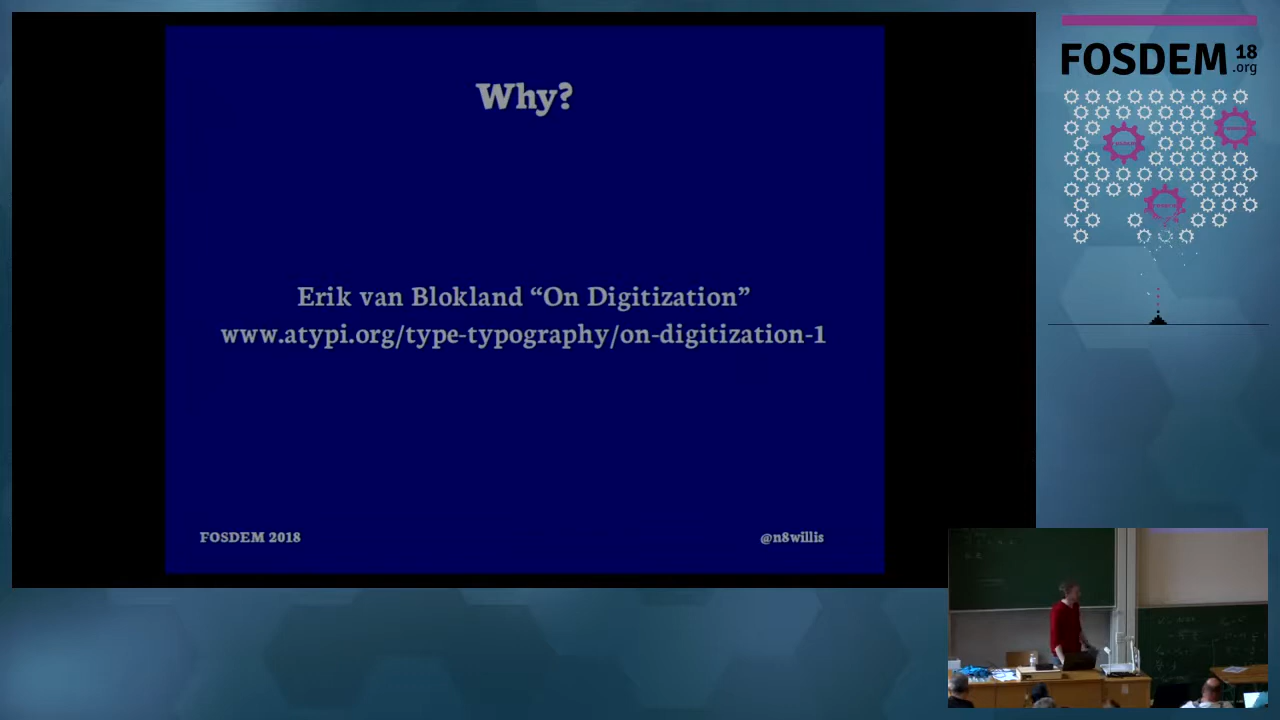 Why?
Erik van Blokland “On Digitization”
www.atypi.org/type-typography/on-digitization-1
FOSDEM 2018
@n8willis
FOSDEM 18
.org